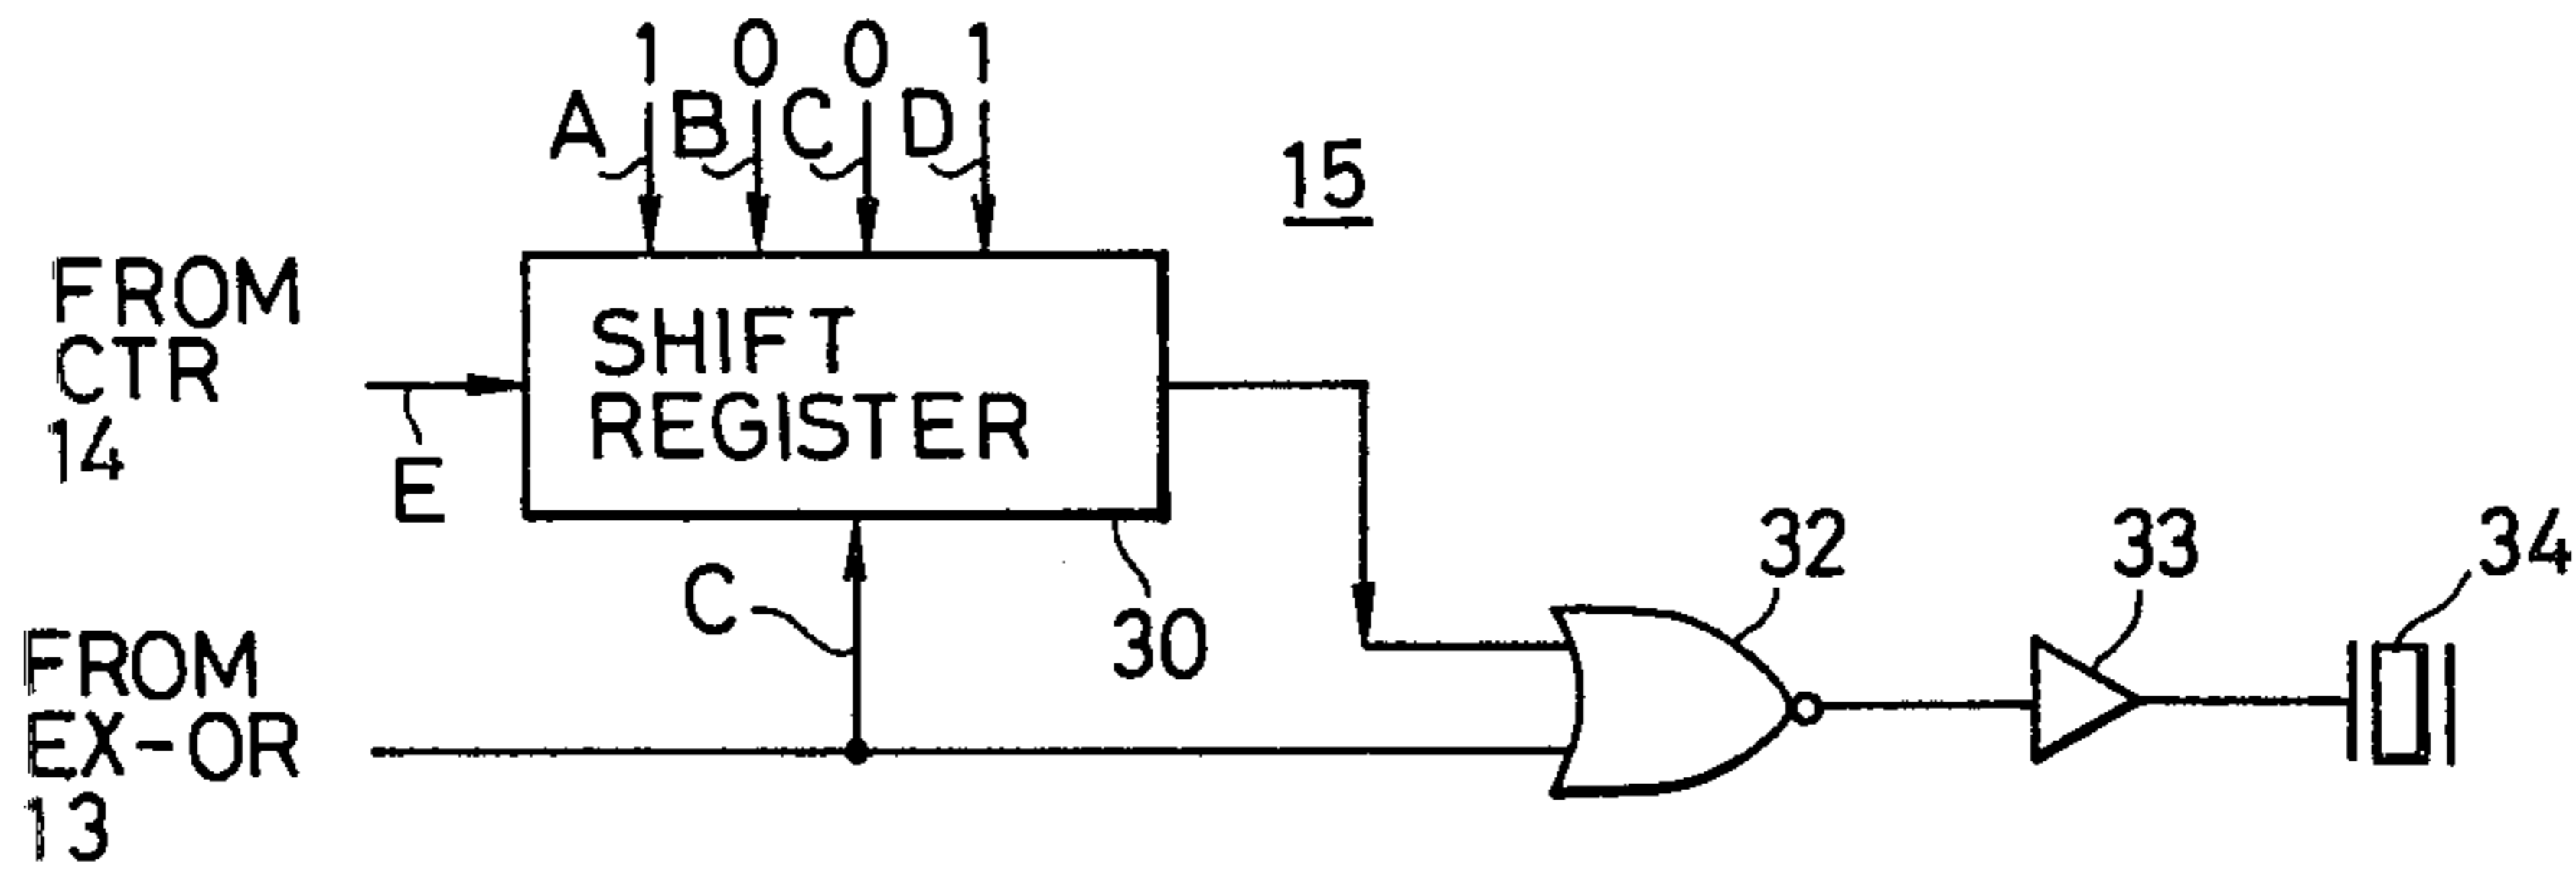 1 0 0 1
A B C D
15
FROM
CTR
14
E
SHIFT
REGISTER
C
30
FROM
EX-OR
13
32
33
34